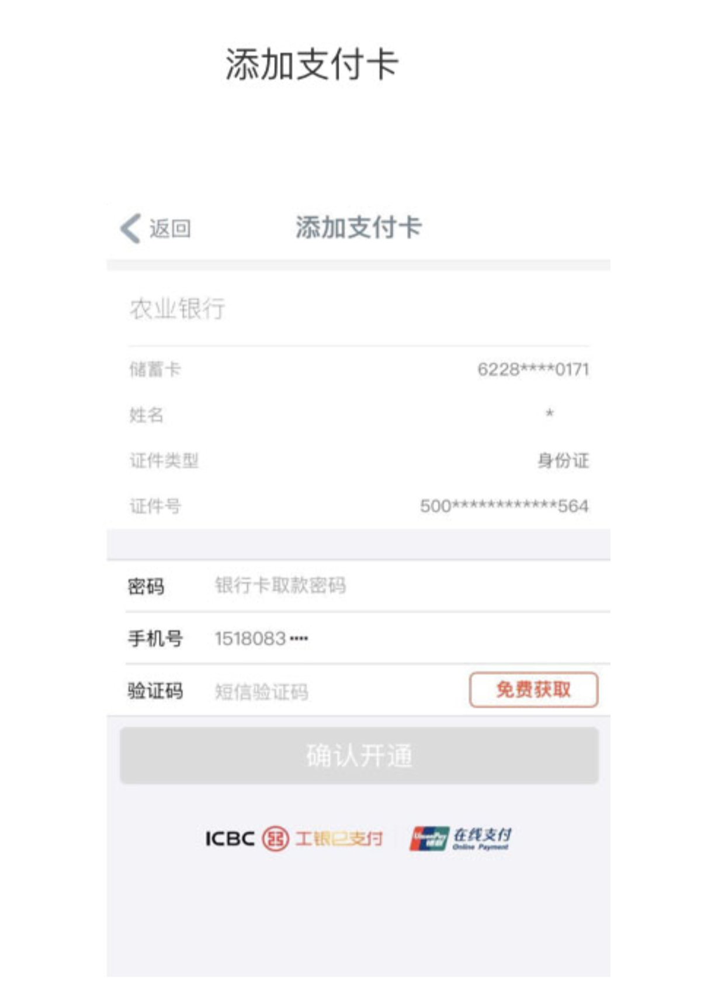 添加支付卡
返回 添加支付卡
农业银行
储蓄卡 6228****0171
姓名 *
证件类型 身份证
证件号 500************564
密码 银行卡取款密码
手机号 1518083••••
验证码 短信验证码 免费获取
确认开通
ICBC 工银e支付 UnionPay 银联 在线支付
Online Payment